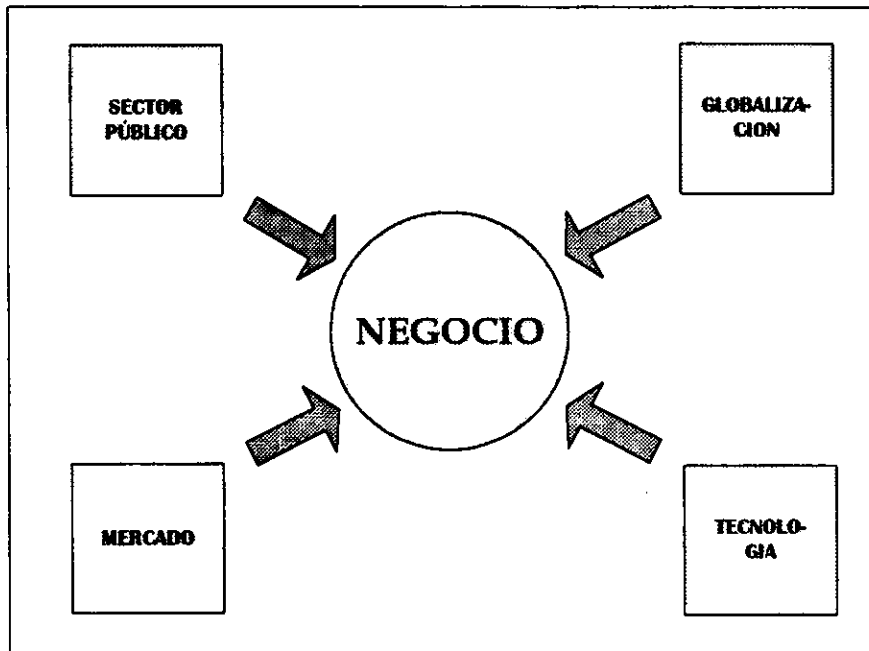 SECTOR
PÚBLICO
GLOBALIZA-
CION
NEGOCIO
MERCADO
TECNOLO-
GIA